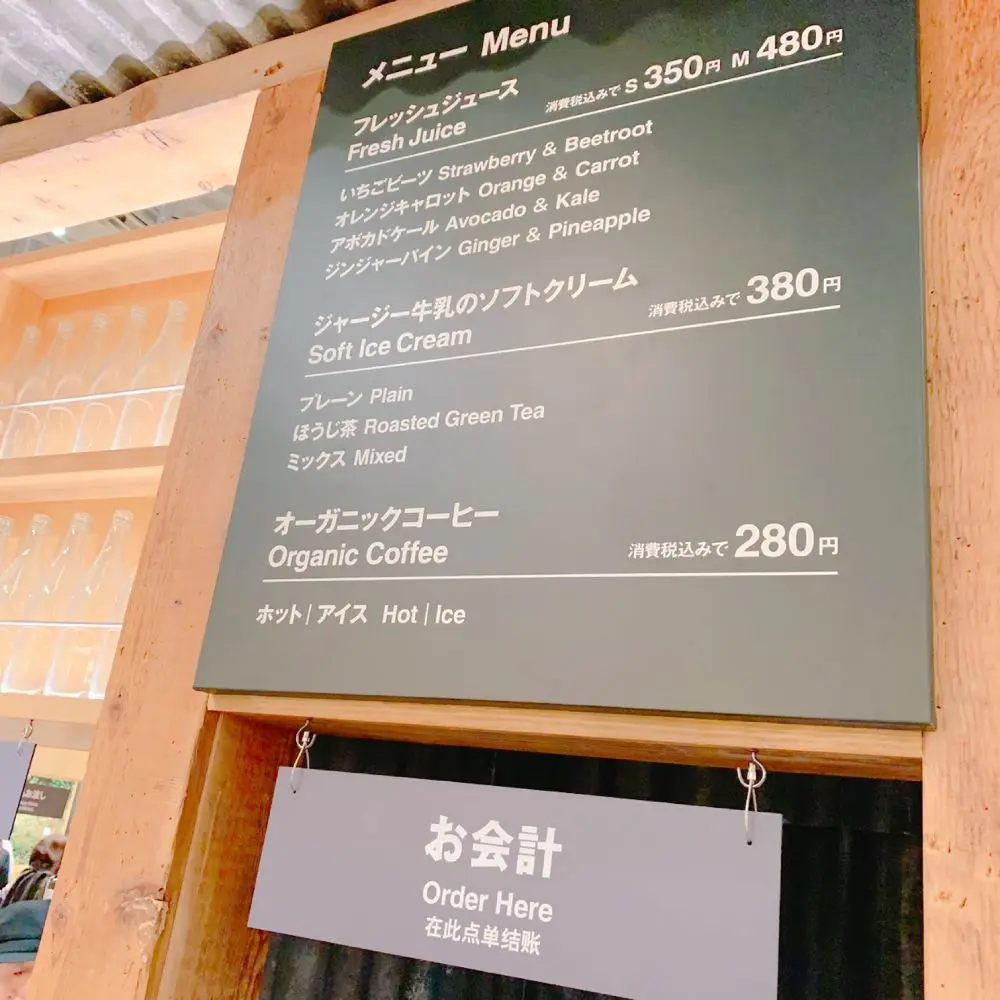 メニュー Menu
フレッシュジュース
Fresh Juice
消費税込みで S 350円 M 480円
いちごビーツ Strawberry & Beetroot
オレンジキャロット Orange & Carrot
アボカドケール Avocado & Kale
ジンジャーパイン Ginger & Pineapple
ジャージー牛乳のソフトクリーム
Soft Ice Cream
消費税込みで 380円
プレーン Plain
ほうじ茶 Roasted Green Tea
ミックス Mixed
オーガニックコーヒー
Organic Coffee
消費税込みで 280円
ホット | アイス Hot | Ice
お会計
Order Here
在此点单结账